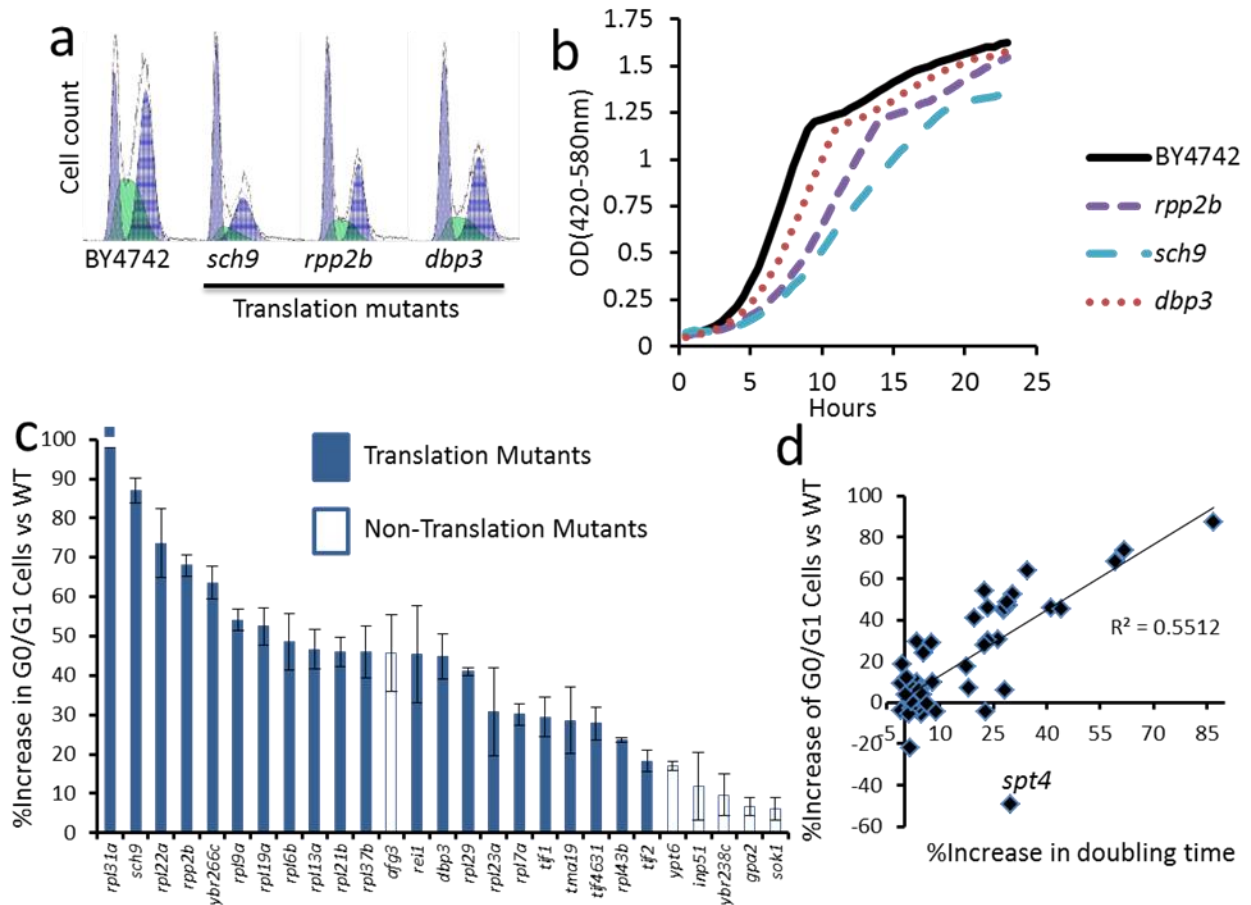 a
Cell count
BY4742
sch9
rpp2b
dbp3
Translation mutants
b
OD(420-580nm)
1.75
1.5
1.25
1
0.75
0.5
0.25
0
0
5
10
15
20
25
Hours
BY4742
rpp2b
sch9
dbp3
c
%Increase in G0/G1 Cells vs WT
100
90
80
70
60
50
40
30
20
10
0
Translation Mutants
Non-Translation Mutants
rpl31a
sch9
rpl22a
rpp2b
ybr266c
rpl9a
rpl19a
rpl6b
rpl13a
rpl21b
rpl37b
afg3
rei1
dbp3
rpl29
rpl23a
rpl7a
tif1
tma19
tif4631
rpl43b
tif2
ypt6
inp51
ybr238c
gpa2
sok1
d
%Increase of G0/G1 Cells vs WT
100
80
60
40
20
0
-20
-40
-60
-5
10
25
45
65
85
R² = 0.5512
spt4
%Increase in doubling time